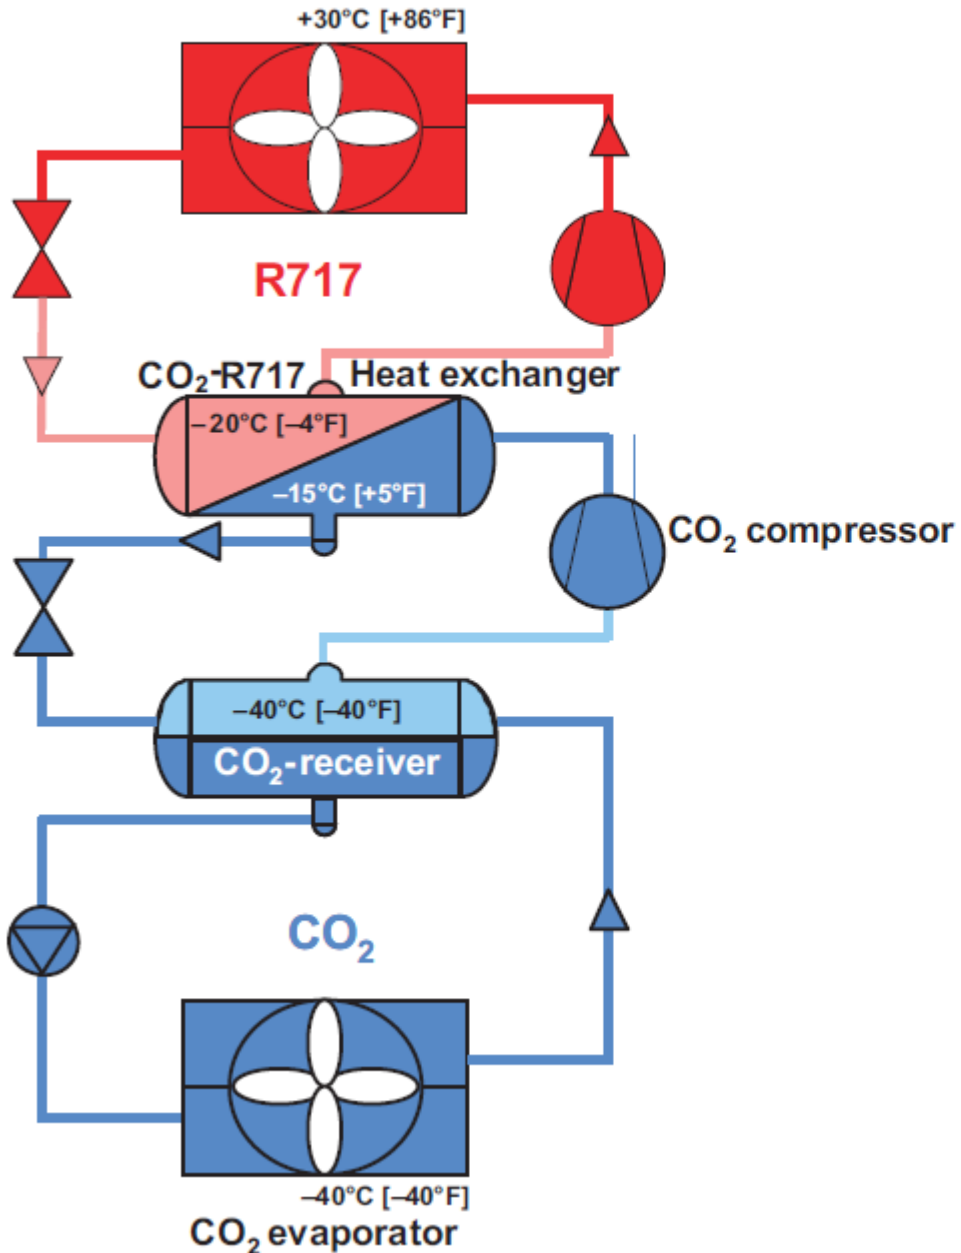 +30°C [+86°F]
R717
CO₂-R717 Heat exchanger
–20°C [–4°F]
–15°C [+5°F]
CO₂ compressor
–40°C [–40°F]
CO₂-receiver
CO₂
–40°C [–40°F]
CO₂ evaporator